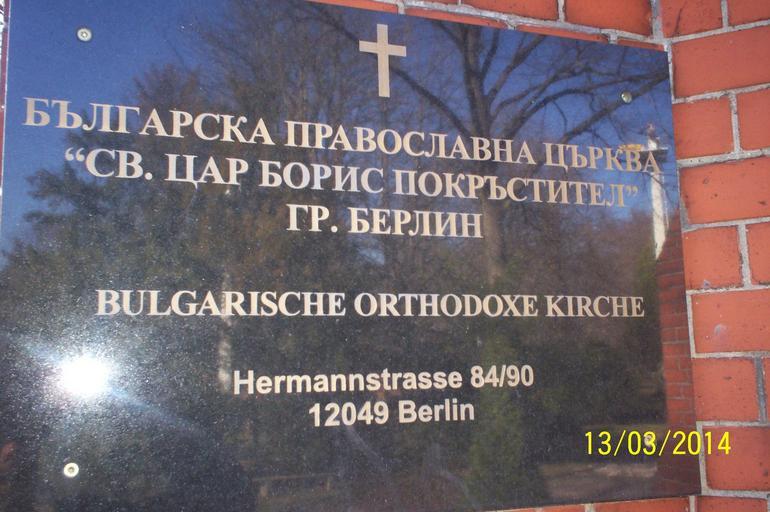 БЪЛГАРСКА ПРАВОСЛАВНА ЦЪРКВА
“СВ. ЦАР БОРИС ПОКРЪСТИТЕЛ”
ГР. БЕРЛИН
BULGARISCHE ORTHODOXE KIRCHE
Hermannstrasse 84/90
12049 Berlin
13/03/2014